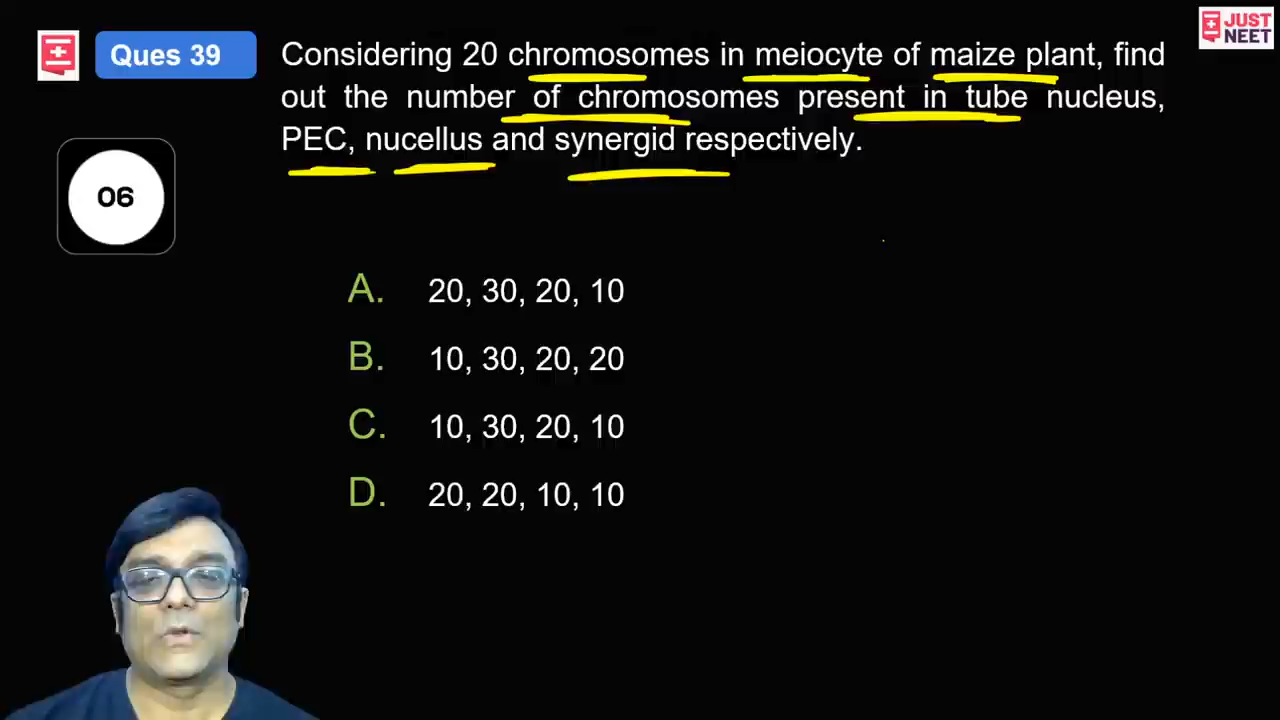 JUST
NEET
Ques 39
Considering 20 chromosomes in meiocyte of maize plant, find
out the number of chromosomes present in tube nucleus,
PEC, nucellus and synergid respectively.
06
A. 20, 30, 20, 10
B. 10, 30, 20, 20
C. 10, 30, 20, 10
D. 20, 20, 10, 10